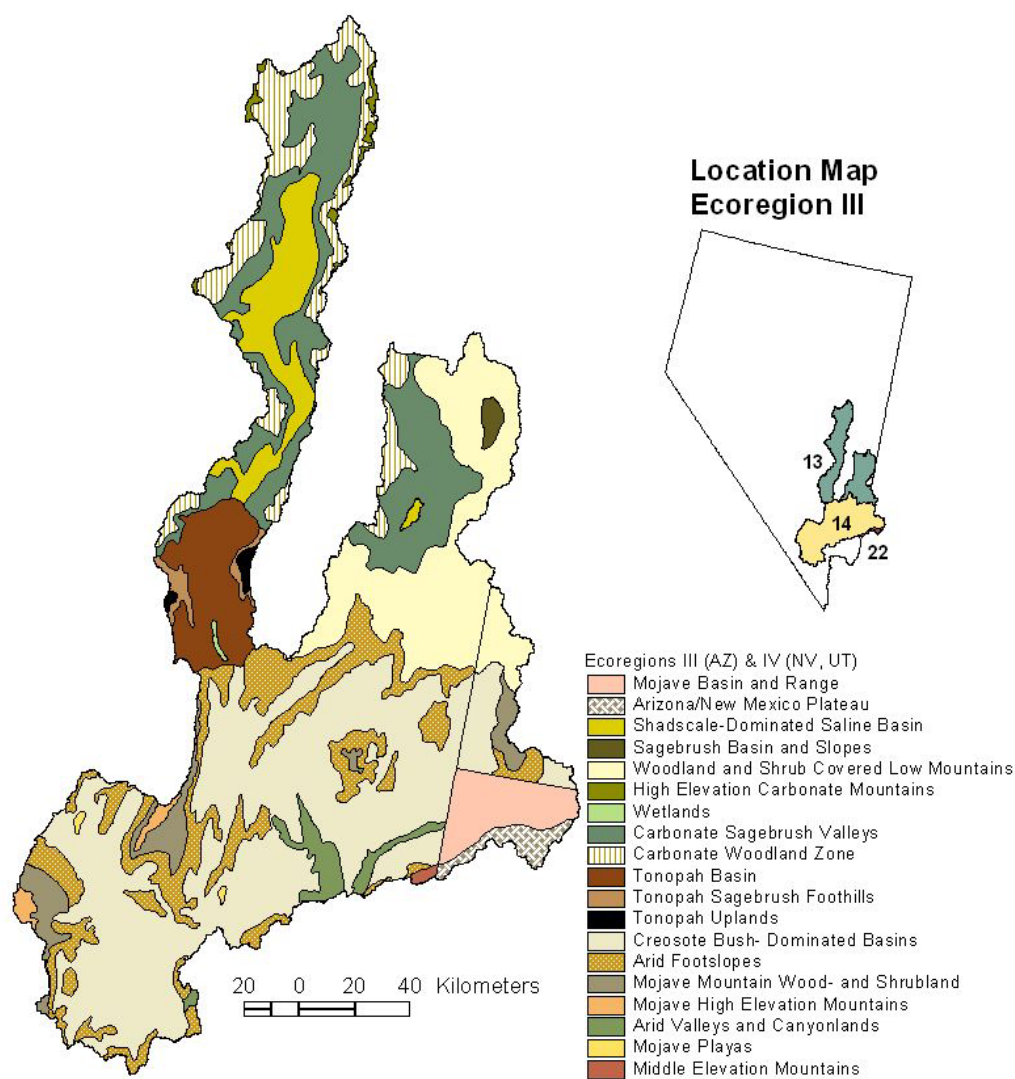 Location Map
Ecoregion III
13
14
22
Ecoregions III (AZ) & IV (NV, UT)
Mojave Basin and Range
Arizona/New Mexico Plateau
Shadscale-Dominated Saline Basin
Sagebrush Basin and Slopes
Woodland and Shrub Covered Low Mountains
High Elevation Carbonate Mountains
Wetlands
Carbonate Sagebrush Valleys
Carbonate Woodland Zone
Tonopah Basin
Tonopah Sagebrush Foothills
Tonopah Uplands
Creosote Bush- Dominated Basins
Arid Footslopes
Mojave Mountain Wood- and Shrubland
Mojave High Elevation Mountains
Arid Valleys and Canyonlands
Mojave Playas
Middle Elevation Mountains
20 0 20 40 Kilometers